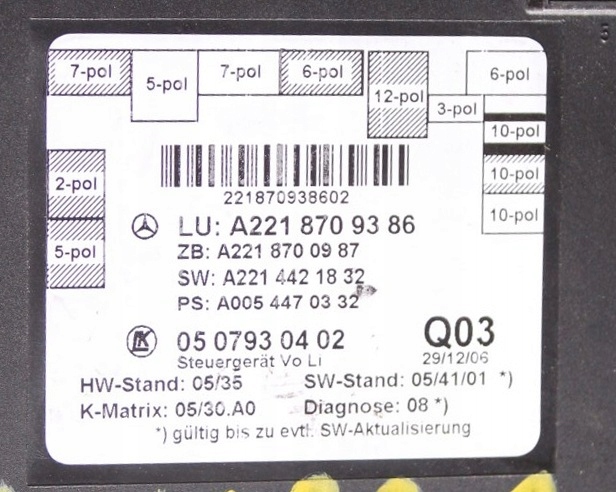 7-pol
5-pol
7-pol
6-pol
12-pol
3-pol
6-pol
10-pol
10-pol
10-pol
2-pol
5-pol
221870938602
LU: A221 870 93 86
ZB: A221 870 09 87
SW: A221 442 18 32
PS: A005 447 03 32
05 0793 04 02
Q03
Steuergerät Vo Li
29/12/06
HW-Stand: 05/35 SW-Stand: 05/41/01 *)
K-Matrix: 05/30.A0 Diagnose: 08 *)
*) gültig bis zu evtl. SW-Aktualisierung